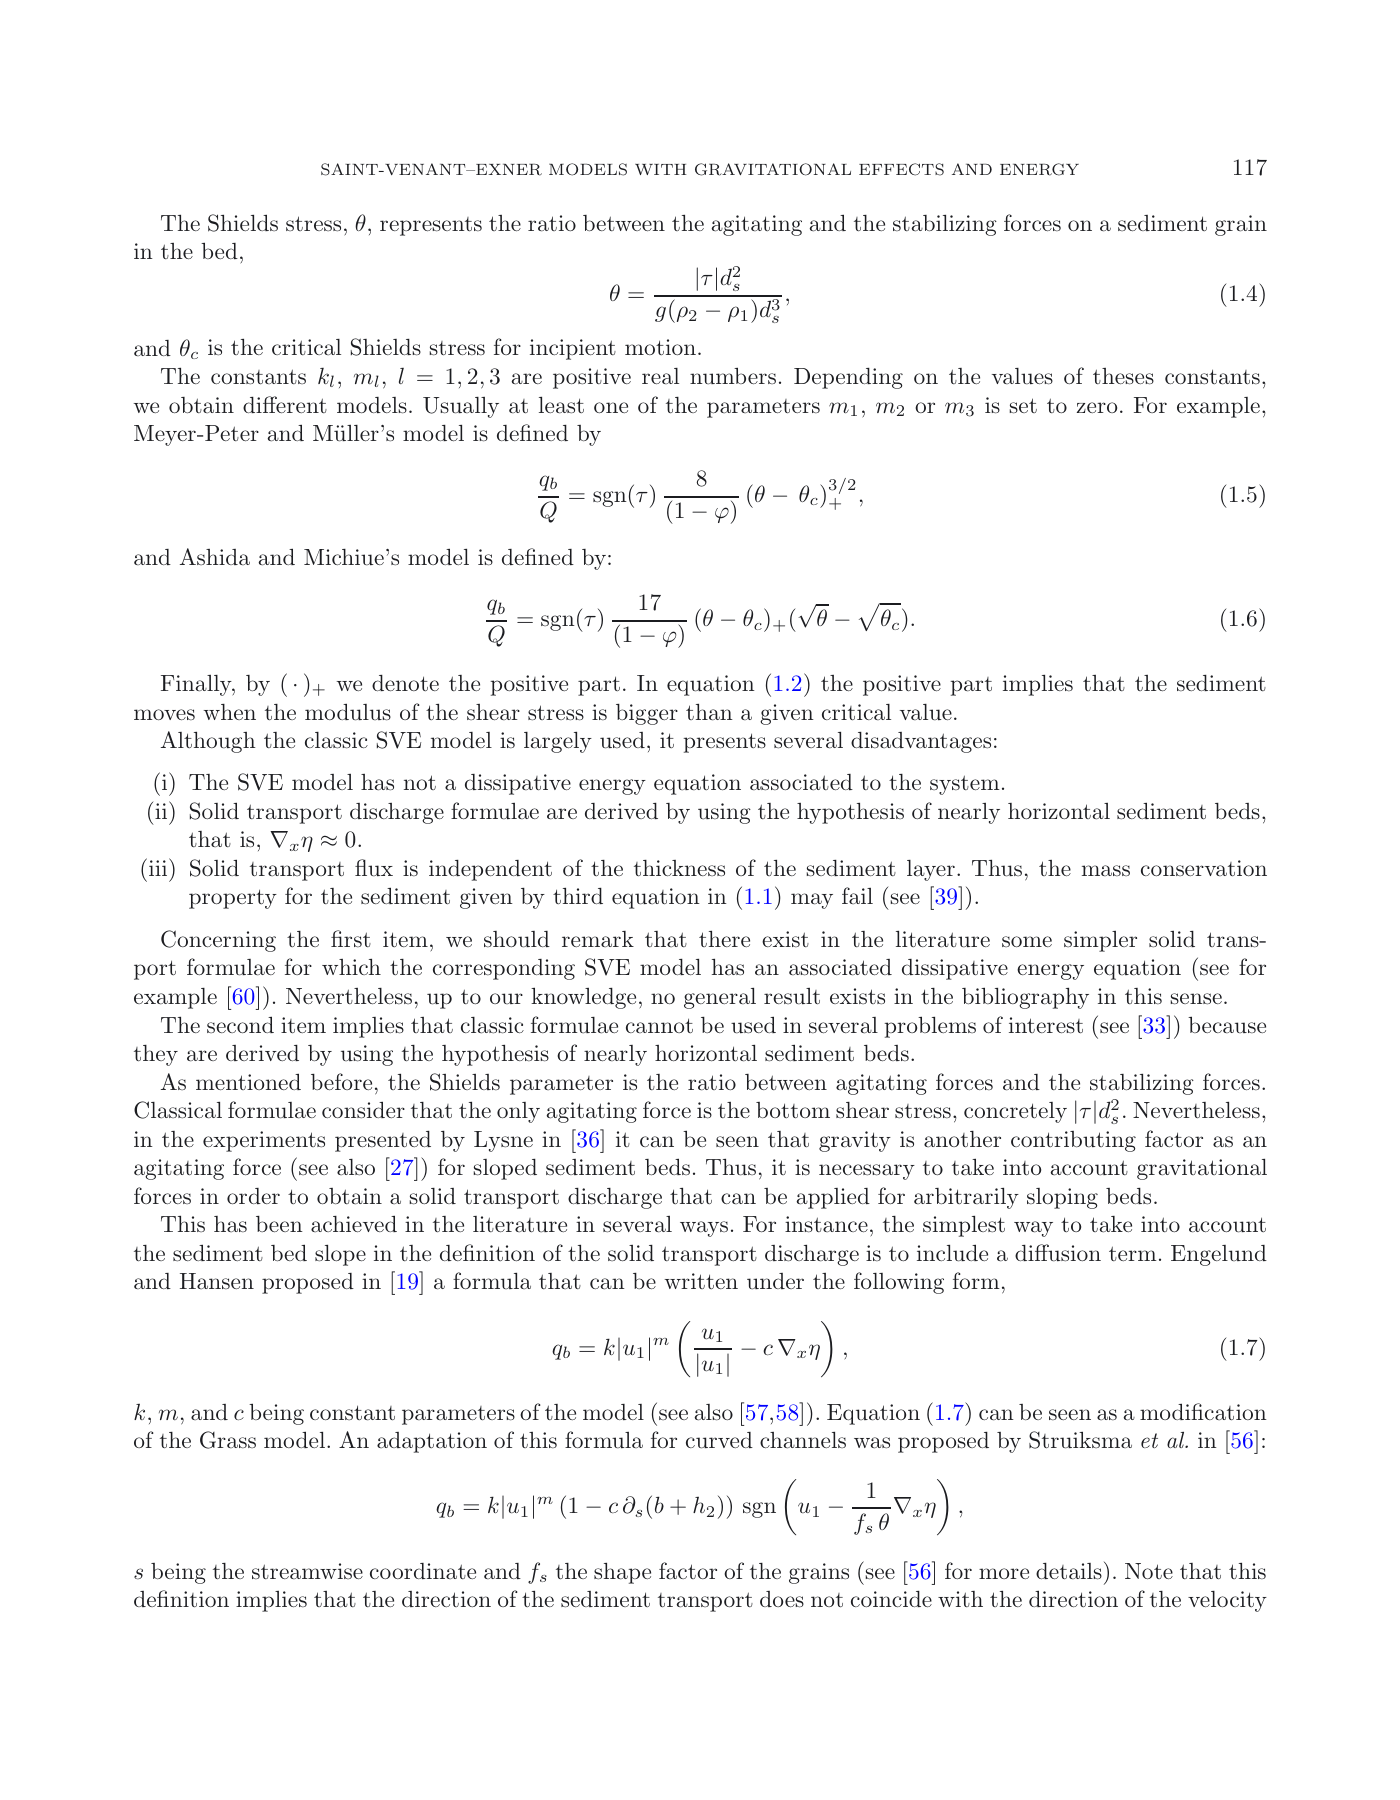 SAINT-VENANT–EXNER MODELS WITH GRAVITATIONAL EFFECTS AND ENERGY 117
The Shields stress, θ, represents the ratio between the agitating and the stabilizing forces on a sediment grain
in the bed,
θ = |τ|d_s^2 / g(ρ_2 − ρ_1)d_s^3, (1.4)
and θ_c is the critical Shields stress for incipient motion.
The constants k_l, m_l, l = 1, 2, 3 are positive real numbers. Depending on the values of theses constants,
we obtain different models. Usually at least one of the parameters m_1, m_2 or m_3 is set to zero. For example,
Meyer-Peter and Müller's model is defined by
q_b / Q = sgn(τ) 8 / (1 − φ) (θ − θ_c)_+^{3/2}, (1.5)
and Ashida and Michiue's model is defined by:
q_b / Q = sgn(τ) 17 / (1 − φ) (θ − θ_c)_+(√θ − √θ_c). (1.6)
Finally, by ( · )_+ we denote the positive part. In equation (1.2) the positive part implies that the sediment
moves when the modulus of the shear stress is bigger than a given critical value.
Although the classic SVE model is largely used, it presents several disadvantages:
(i) The SVE model has not a dissipative energy equation associated to the system.
(ii) Solid transport discharge formulae are derived by using the hypothesis of nearly horizontal sediment beds,
that is, ∇_x η ≈ 0.
(iii) Solid transport flux is independent of the thickness of the sediment layer. Thus, the mass conservation
property for the sediment given by third equation in (1.1) may fail (see [39]).
Concerning the first item, we should remark that there exist in the literature some simpler solid trans-
port formulae for which the corresponding SVE model has an associated dissipative energy equation (see for
example [60]). Nevertheless, up to our knowledge, no general result exists in the bibliography in this sense.
The second item implies that classic formulae cannot be used in several problems of interest (see [33]) because
they are derived by using the hypothesis of nearly horizontal sediment beds.
As mentioned before, the Shields parameter is the ratio between agitating forces and the stabilizing forces.
Classical formulae consider that the only agitating force is the bottom shear stress, concretely |τ|d_s^2. Nevertheless,
in the experiments presented by Lysne in [36] it can be seen that gravity is another contributing factor as an
agitating force (see also [27]) for sloped sediment beds. Thus, it is necessary to take into account gravitational
forces in order to obtain a solid transport discharge that can be applied for arbitrarily sloping beds.
This has been achieved in the literature in several ways. For instance, the simplest way to take into account
the sediment bed slope in the definition of the solid transport discharge is to include a diffusion term. Engelund
and Hansen proposed in [19] a formula that can be written under the following form,
q_b = k|u_1|^m ( u_1 / |u_1| − c ∇_x η ) , (1.7)
k, m, and c being constant parameters of the model (see also [57,58]). Equation (1.7) can be seen as a modification
of the Grass model. An adaptation of this formula for curved channels was proposed by Struiksma et al. in [56]:
q_b = k|u_1|^m (1 − c ∂_s(b + h_2)) sgn ( u_1 − 1 / f_s θ ∇_x η ) ,
s being the streamwise coordinate and f_s the shape factor of the grains (see [56] for more details). Note that this
definition implies that the direction of the sediment transport does not coincide with the direction of the velocity